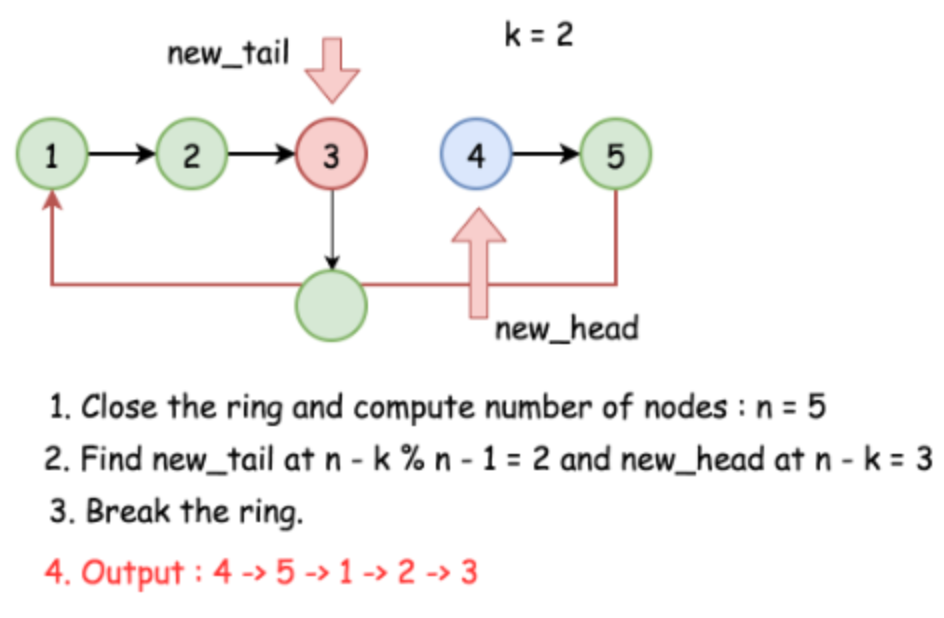 k = 2
new_tail
1 2 3 4 5
new_head
1. Close the ring and compute number of nodes : n = 5
2. Find new_tail at n - k % n - 1 = 2 and new_head at n - k = 3
3. Break the ring.
4. Output : 4 -> 5 -> 1 -> 2 -> 3